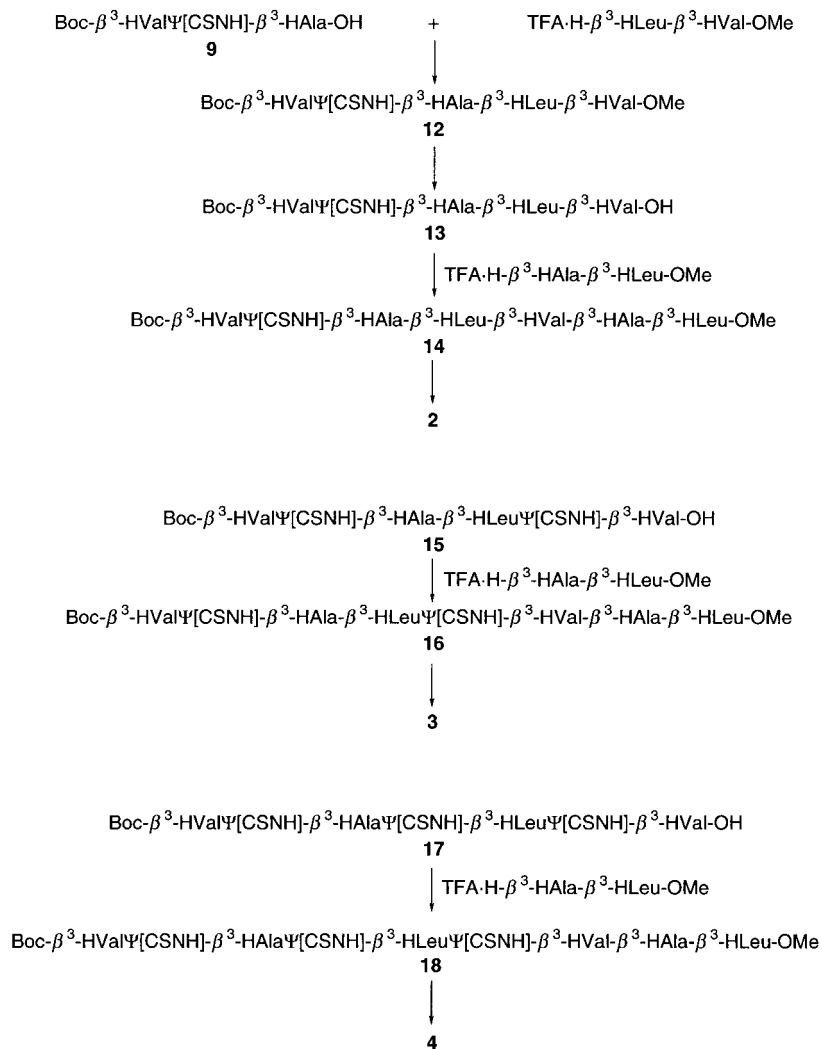 Boc-β³-HValΨ[CSNH]-β³-HAla-OH + TFA·H-β³-HLeu-β³-HVal-OMe
9
Boc-β³-HValΨ[CSNH]-β³-HAla-β³-HLeu-β³-HVal-OMe
12
Boc-β³-HValΨ[CSNH]-β³-HAla-β³-HLeu-β³-HVal-OH
13
TFA·H-β³-HAla-β³-HLeu-OMe
Boc-β³-HValΨ[CSNH]-β³-HAla-β³-HLeu-β³-HVal-β³-HAla-β³-HLeu-OMe
14
2
Boc-β³-HValΨ[CSNH]-β³-HAla-β³-HLeuΨ[CSNH]-β³-HVal-OH
15
TFA·H-β³-HAla-β³-HLeu-OMe
Boc-β³-HValΨ[CSNH]-β³-HAla-β³-HLeuΨ[CSNH]-β³-HVal-β³-HAla-β³-HLeu-OMe
16
3
Boc-β³-HValΨ[CSNH]-β³-HAlaΨ[CSNH]-β³-HLeuΨ[CSNH]-β³-HVal-OH
17
TFA·H-β³-HAla-β³-HLeu-OMe
Boc-β³-HValΨ[CSNH]-β³-HAlaΨ[CSNH]-β³-HLeuΨ[CSNH]-β³-HVal-β³-HAla-β³-HLeu-OMe
18
4